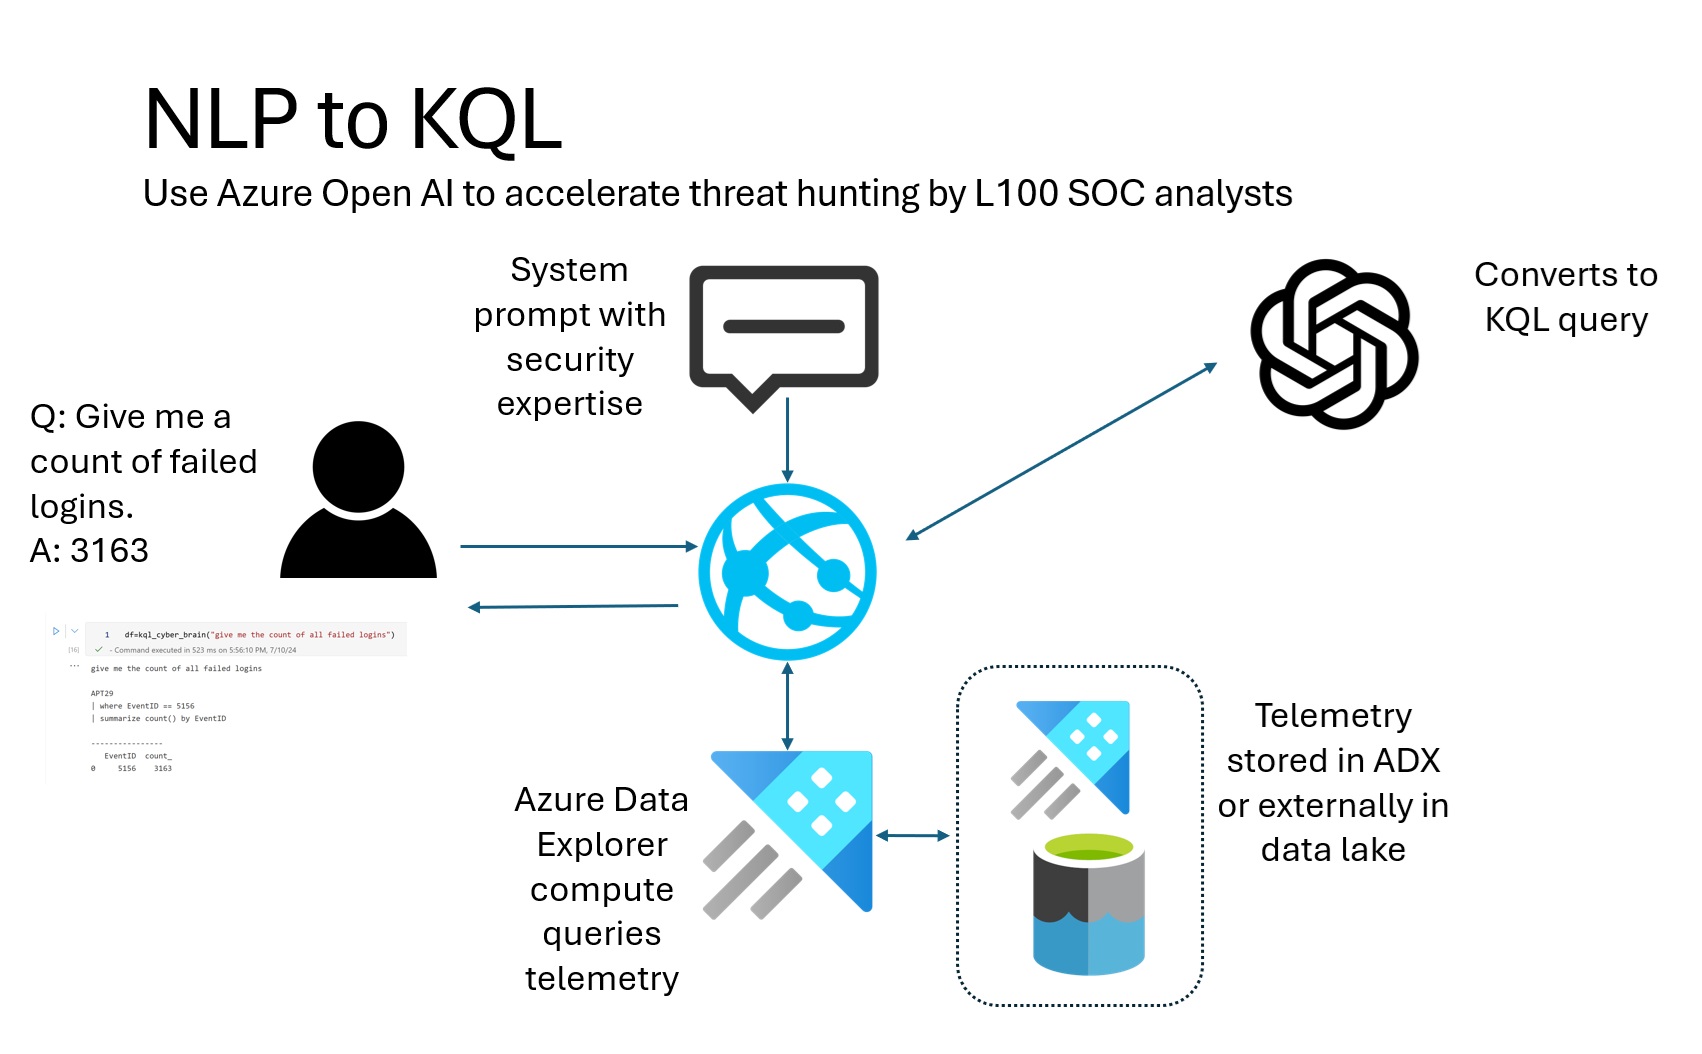 NLP to KQL
Use Azure Open AI to accelerate threat hunting by L100 SOC analysts
System
prompt with
security
expertise
Converts to
KQL query
Q: Give me a
count of failed
logins.
A: 3163
1 df=kql_cyber_brain("give me the count of all failed logins")
[16] - Command executed in 523 ms on 5:56:10 PM, 7/10/24
... give me the count of all failed logins
APT29
| where EventID == 5156
| summarize count() by EventID
----------------
EventID count_
0 5156 3163
Azure Data
Explorer
compute
queries
telemetry
Telemetry
stored in ADX
or externally in
data lake